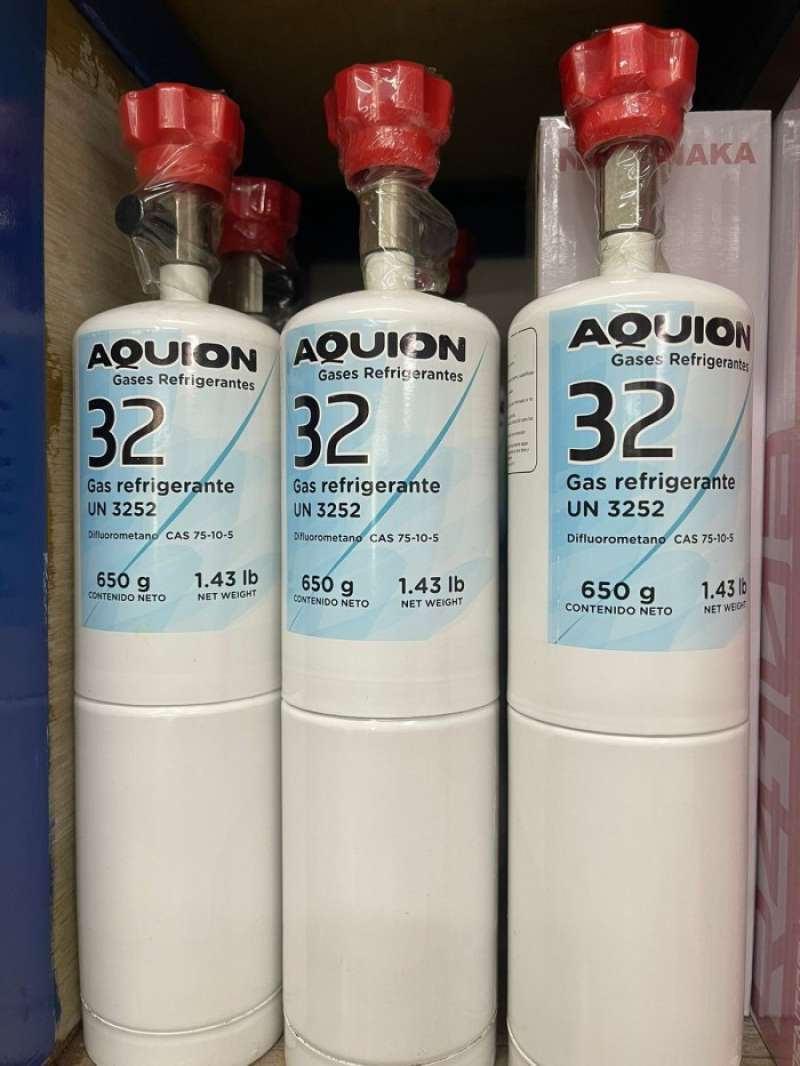 AQUION
Gases Refrigerantes
32
Gas refrigerante
UN 3252
Difluorometano CAS 75-10-5
650 g 1.43 lb
CONTENIDO NETO NET WEIGHT
AQUION
Gases Refrigerantes
32
Gas refrigerante
UN 3252
Difluorometano CAS 75-10-5
650 g 1.43 lb
CONTENIDO NETO NET WEIGHT
AQUION
Gases Refrigerantes
32
Gas refrigerante
UN 3252
Difluorometano CAS 75-10-5
650 g 1.43 lb
CONTENIDO NETO NET WEIGHT